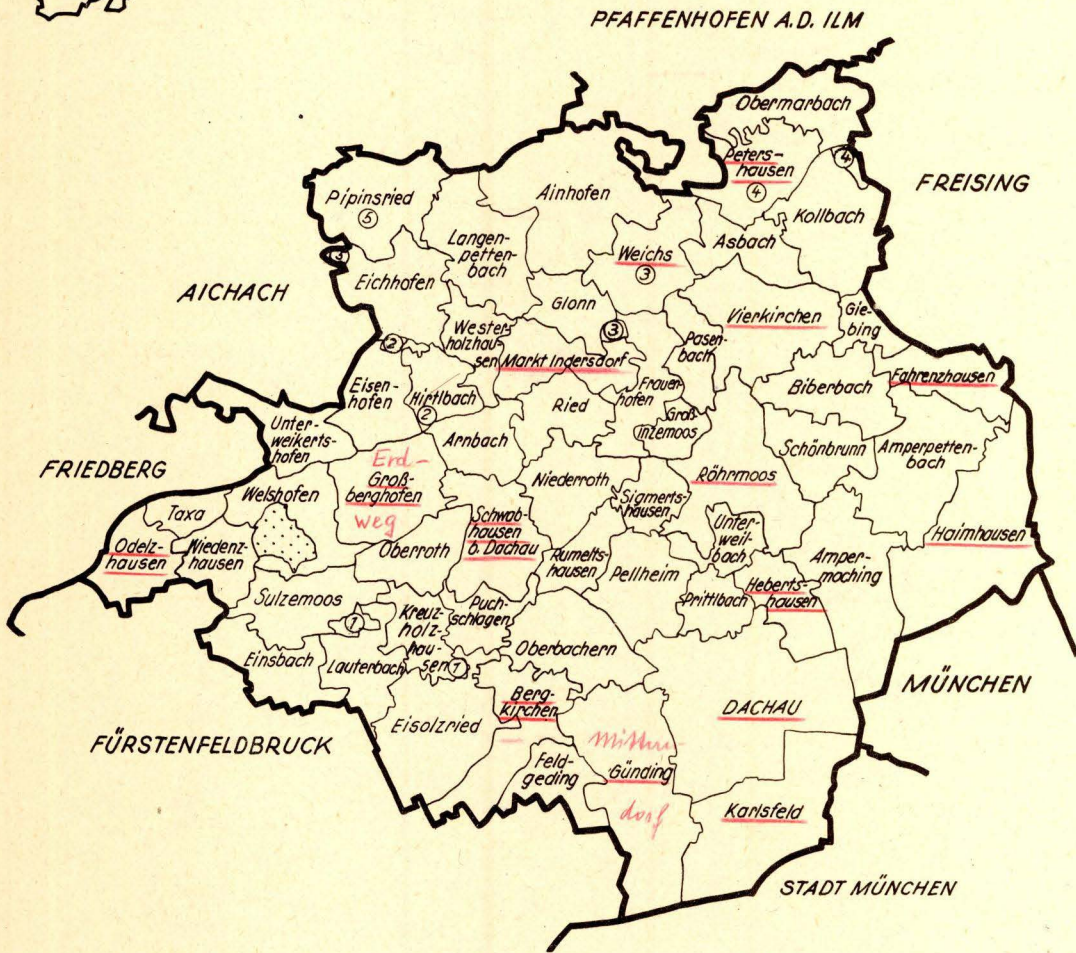 PFAFFENHOFEN A.D. ILM
Obermarbach
Peters-
hausen
④
④
FREISING
Pipinsried
⑤
Ainhofen
Kollbach
Langen-
petten-
bach
Asbach
Weichs
③
③
Eichhofen
AICHACH
Glonn
Vierkirchen
Gie-
bing
Wester-
holzhau-
sen
③
Pasen-
bach
②
Markt Indersdorf
Eisen-
hofen
Hirtlbach
②
Ried
Frauen-
hofen
Biberbach
Fahrenzhausen
Groß
inzemoos
Unter-
weikerts-
hofen
Arnbach
Schönbrunn
Amperpetten-
bach
FRIEDBERG
Erd-
Groß-
berghofen
weg
Niederroth
Röhrmoos
Welshofen
Sigmerts-
hausen
Taxa
Schwab-
hausen
b. Dachau
Unter-
weil-
bach
Haimhausen
Odelz-
hausen
Wiedenz-
hausen
Oberroth
Rumelts-
hausen
Pellheim
Amper-
moching
Heberts-
hausen
Prittlbach
Sulzemoos
①
Kreuz-
holz-
hau-
sen
①
Puch-
schlagen
Oberbachern
Einsbach
Lauterbach
MÜNCHEN
Berg-
kirchen
DACHAU
Eisolzried
FÜRSTENFELDBRUCK
Mittern-
Feld-
geding
Günding
dorf
Karlsfeld
STADT MÜNCHEN